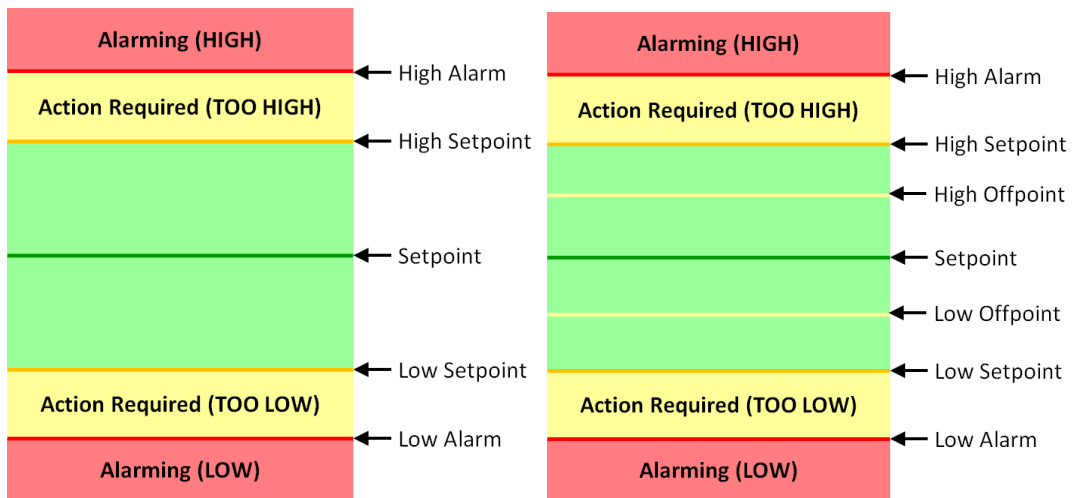 Alarming (HIGH)
High Alarm
Action Required (TOO HIGH)
High Setpoint
Setpoint
Low Setpoint
Action Required (TOO LOW)
Low Alarm
Alarming (LOW)
Alarming (HIGH)
High Alarm
Action Required (TOO HIGH)
High Setpoint
High Offpoint
Setpoint
Low Offpoint
Low Setpoint
Action Required (TOO LOW)
Low Alarm
Alarming (LOW)